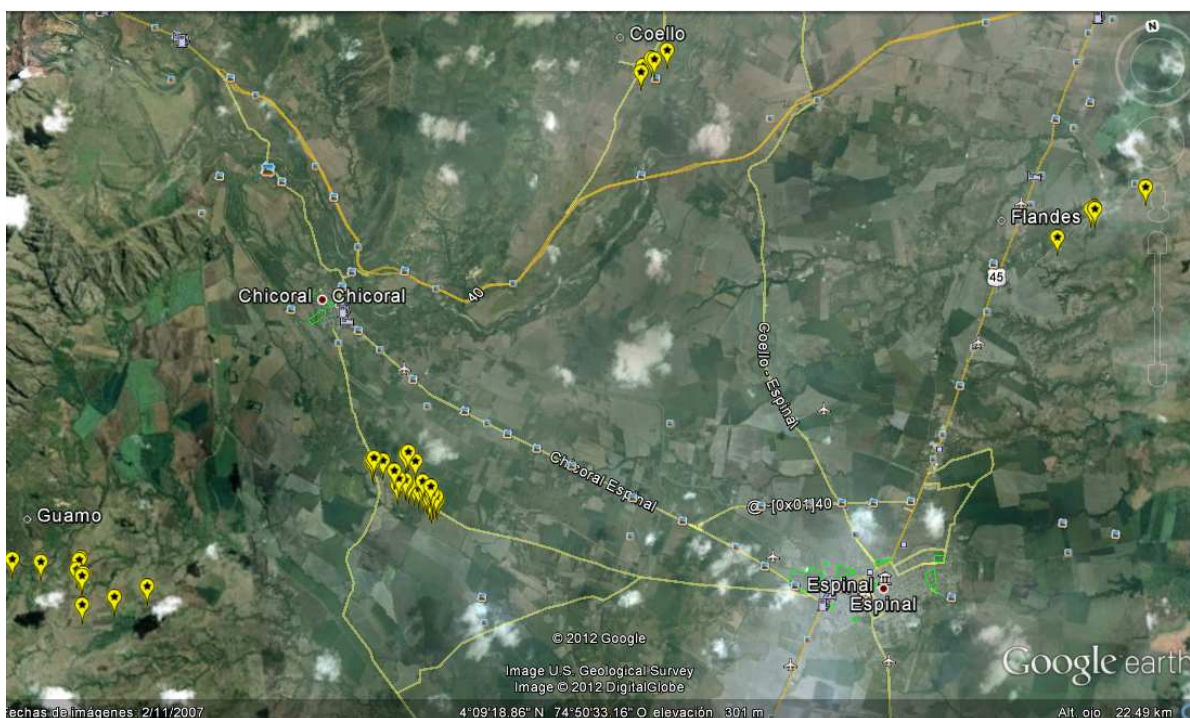 N
Coello
Flandes
45
Chicoral Chicoral
40
Coello - Espinal
Chicoral Espinal
@ -[0x01]40
Guamo
Espinal
Espinal
© 2012 Google
Image U.S. Geological Survey
Image © 2012 DigitalGlobe
Google earth
Fechas de imágenes: 2/11/2007
4°09'18.86" N 74°50'33.16" O elevación 301 m
Alt. ojo 22.49 km